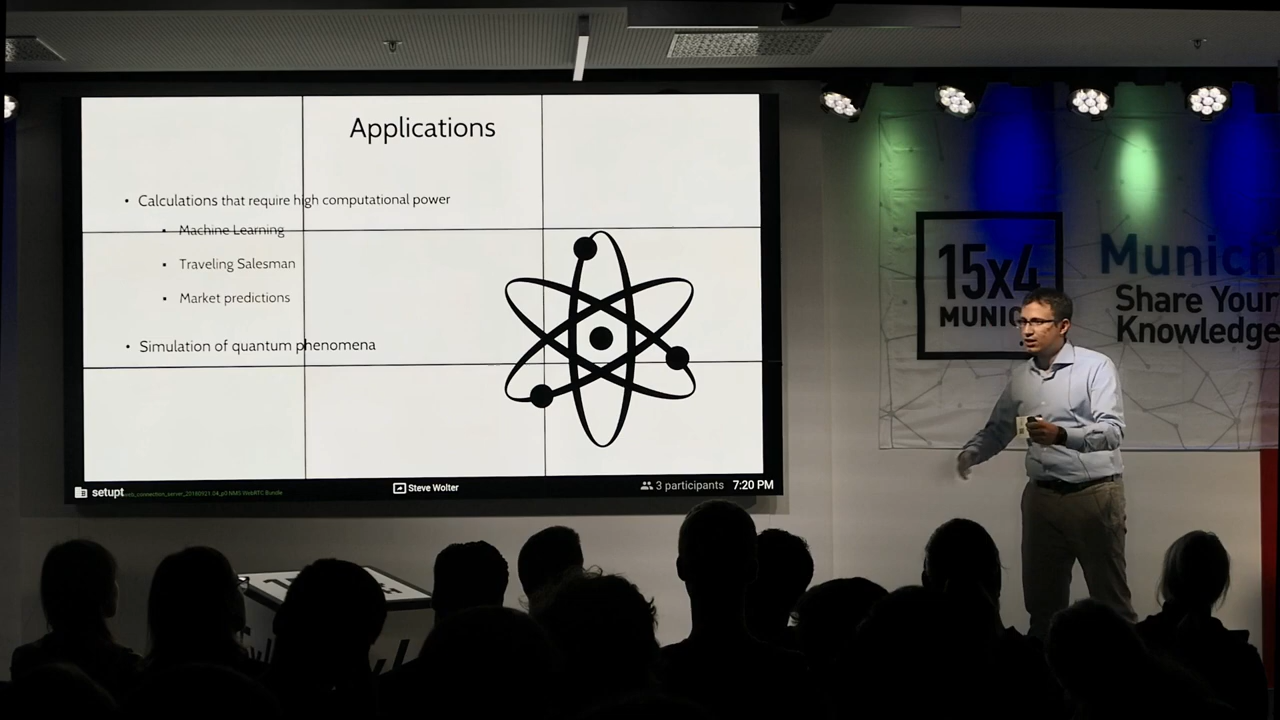 Applications
• Calculations that require high computational power
▪ Machine Learning
▪ Traveling Salesman
▪ Market predictions
• Simulation of quantum phenomena
setupt
Steve Wolter
3 participants 7:20 PM
15x4
MUNIC
Munich
Share Your
Knowledge